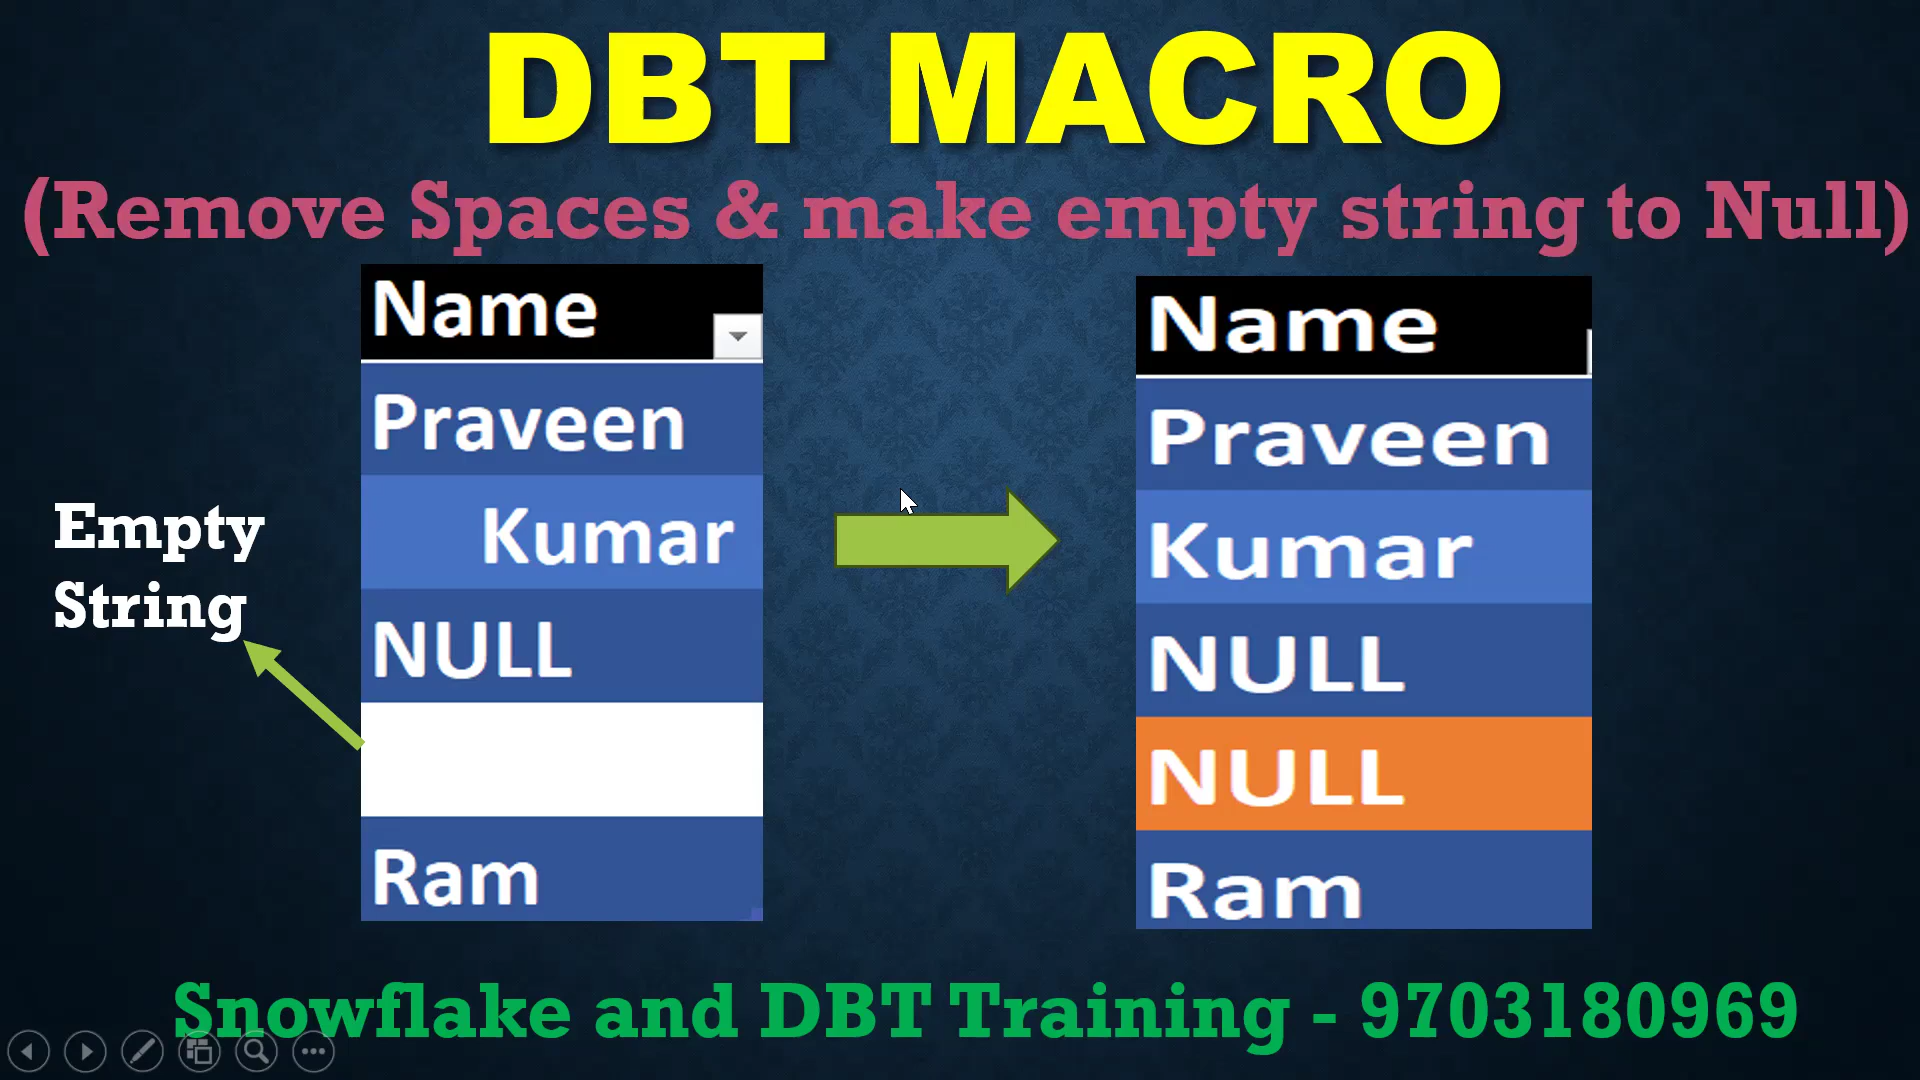 DBT MACRO
(Remove Spaces & make empty string to Null)
Name
Praveen
Kumar
NULL
Ram
Empty
String
Name
Praveen
Kumar
NULL
NULL
Ram
Snowflake and DBT Training - 9703180969